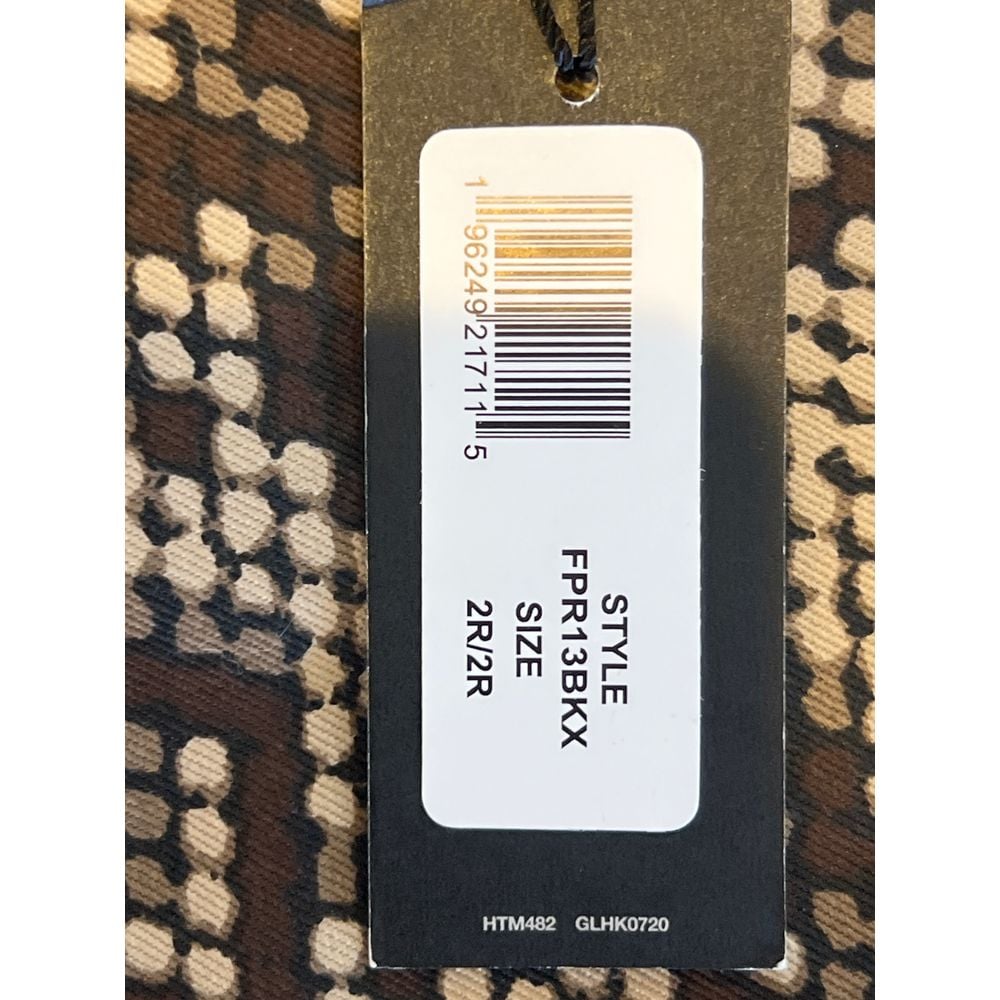 1 96249 21711 5
STYLE
FPR13BKX
SIZE
2R/2R
HTM482 GLHK0720